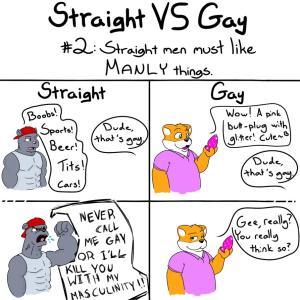 Straight VS Gay
#2: Straight men must like
MANLY things.
Straight
Gay
Boobs!
Sports!
Beer!
Tits!
Cars!
Dude,
that's gay.
Wow! A pink
butt-plug with
glitter! Cute~
Dude,
that's gay.
NEVER
CALL
ME GAY
OR I'LL
KILL YOU
WITH MY
MASCULINITY!!
Gee, really?
You really
think so?